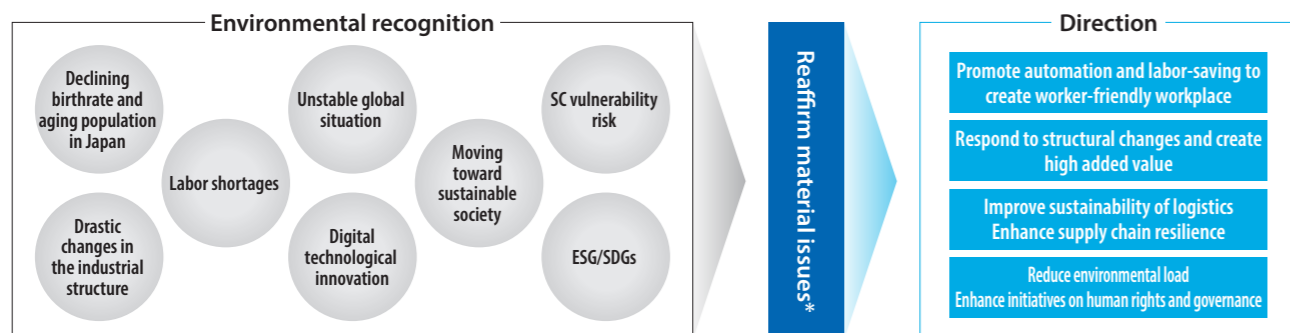 Environmental recognition
Declining
birthrate and
aging population
in Japan
Labor shortages
Drastic
changes in
the industrial
structure
Unstable global
situation
Digital
technological
innovation
Moving
toward
sustainable
society
SC vulnerability
risk
ESG/SDGs
Reaffirm material issues*
Direction
Promote automation and labor-saving to
create worker-friendly workplace
Respond to structural changes and create
high added value
Improve sustainability of logistics
Enhance supply chain resilience
Reduce environmental load
Enhance initiatives on human rights and governance